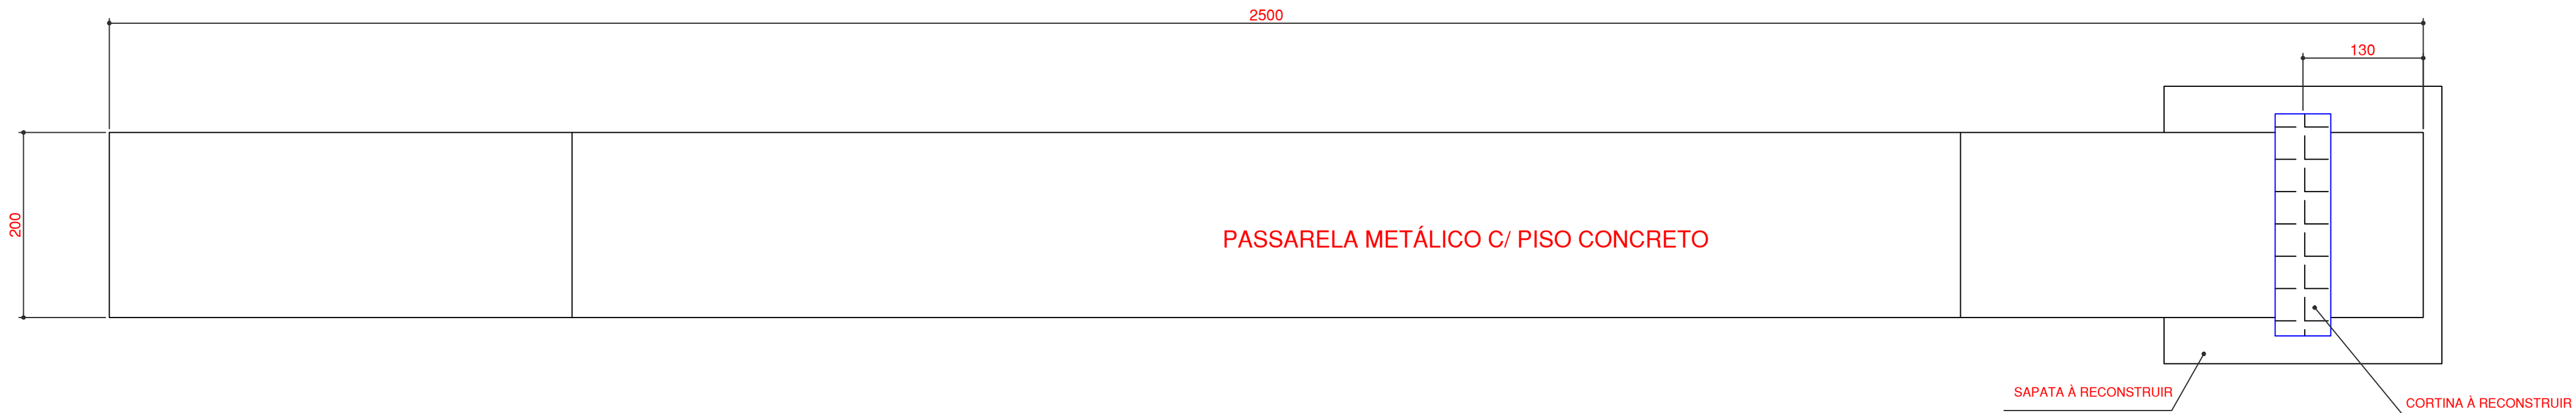 2500
130
200
PASSARELA METÁLICO C/ PISO CONCRETO
SAPATA À RECONSTRUIR
CORTINA À RECONSTRUIR